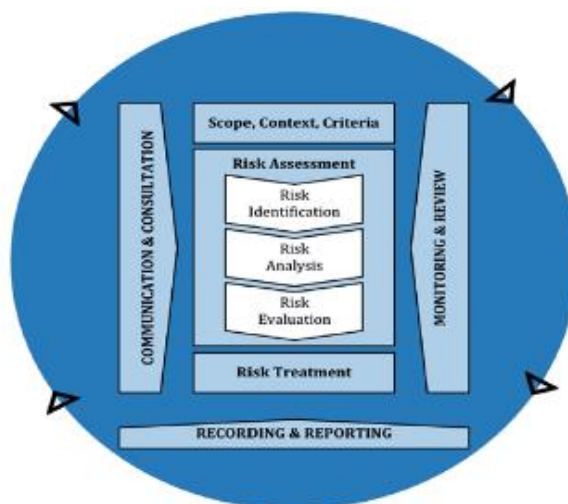 Scope, Context, Criteria
Risk Assessment
Risk
Identification
Risk
Analysis
Risk
Evaluation
Risk Treatment
COMMUNICATION & CONSULTATION
MONITORING & REVIEW
RECORDING & REPORTING